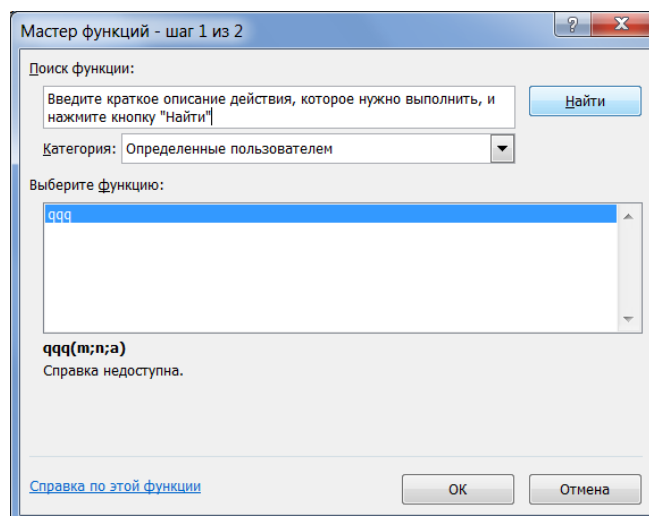 Мастер функций - шаг 1 из 2
Поиск функции:
Введите краткое описание действия, которое нужно выполнить, и
нажмите кнопку "Найти"
Найти
Категория: Определенные пользователем
Выберите функцию:
qqq
qqq(m;n;a)
Справка недоступна.
Справка по этой функции
ОК
Отмена